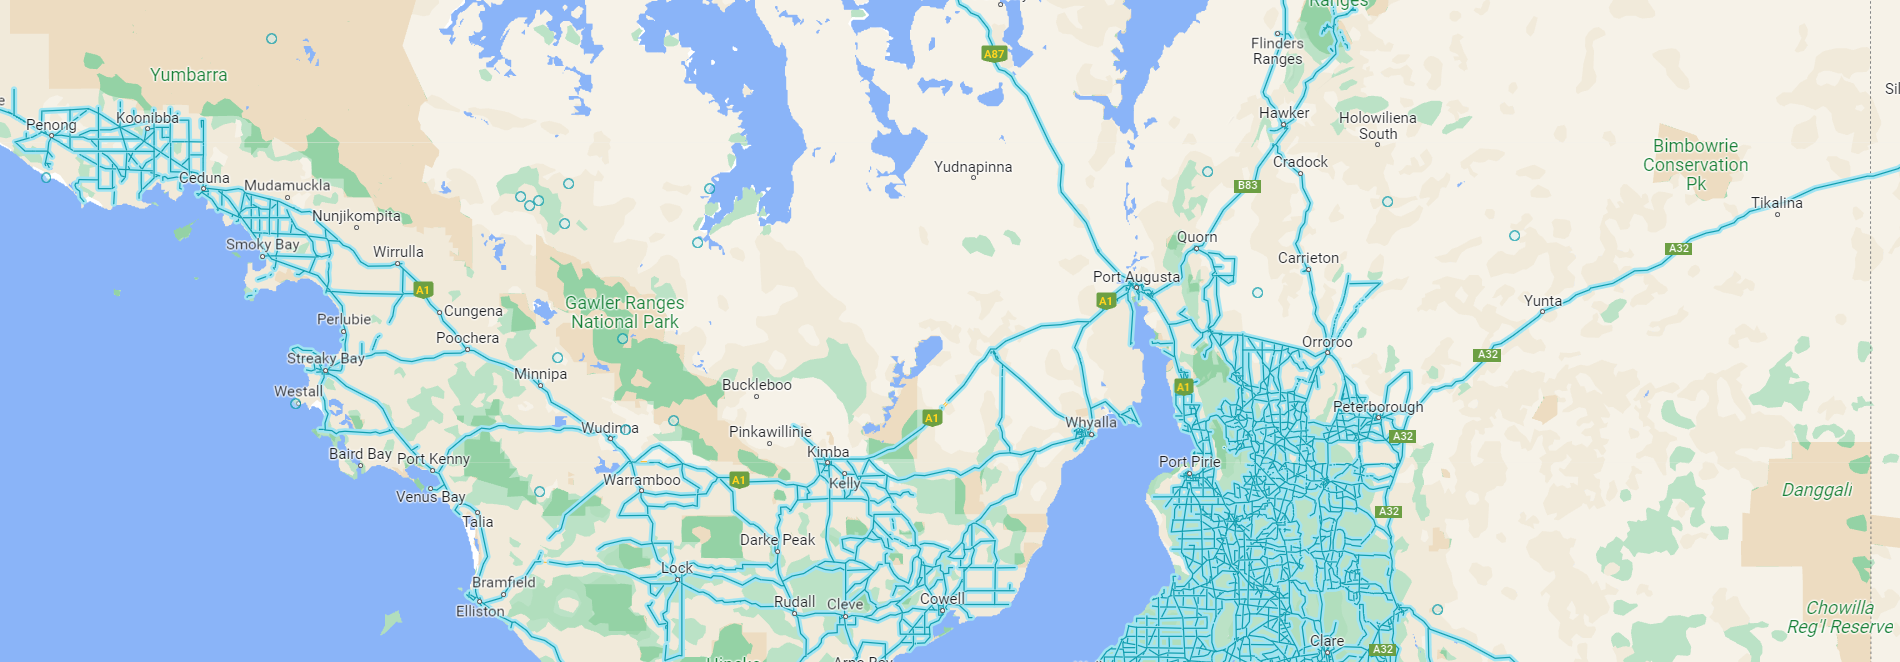 Ranges
A87
Flinders
Ranges
Yumbarra
Sil
e
Hawker
Koonibba
Penong
Holowiliena
South
Bimbowrie
Conservation
Pk
Cradock
Yudnapinna
Ceduna
Mudamuckla
B83
Tikalina
Nunjikompita
Quorn
Smoky Bay
Wirrulla
A32
Carrieton
Port Augusta
A1
A1
Yunta
Gawler Ranges
National Park
Cungena
Perlubie
Poochera
Orroroo
Streaky Bay
A32
Minnipa
Buckleboo
A1
Westall
Peterborough
A1
Whyalla
Wudinna
Pinkawillinie
A32
Baird Bay
Port Kenny
Kimba
Port Pirie
Warramboo
A1
Kelly
Danggali
Venus Bay
A32
Talia
Darke Peak
Lock
Bramfield
Elliston
Rudall
Cleve
Cowell
Chowilla
Reg'l Reserve
Clare
A32